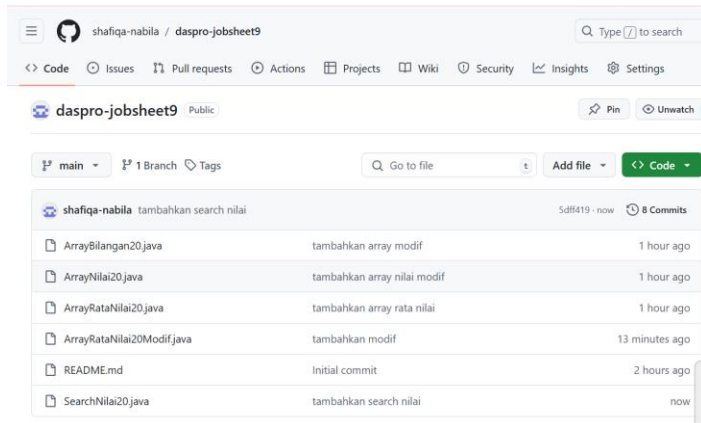 shafiqa-nabila / daspro-jobsheet9 Type / to search
Code Issues Pull requests Actions Projects Wiki Security Insights Settings
daspro-jobsheet9 Public Pin Unwatch
main 1 Branch Tags Go to file t Add file Code
shafiqa-nabila tambahkan search nilai 5dff419 · now 8 Commits
ArrayBilangan20.java tambahkan array modif 1 hour ago
ArrayNilai20.java tambahkan array nilai modif 1 hour ago
ArrayRataNilai20.java tambahkan array rata nilai 1 hour ago
ArrayRataNilai20Modif.java tambahkan modif 13 minutes ago
README.md Initial commit 2 hours ago
SearchNilai20.java tambahkan search nilai now